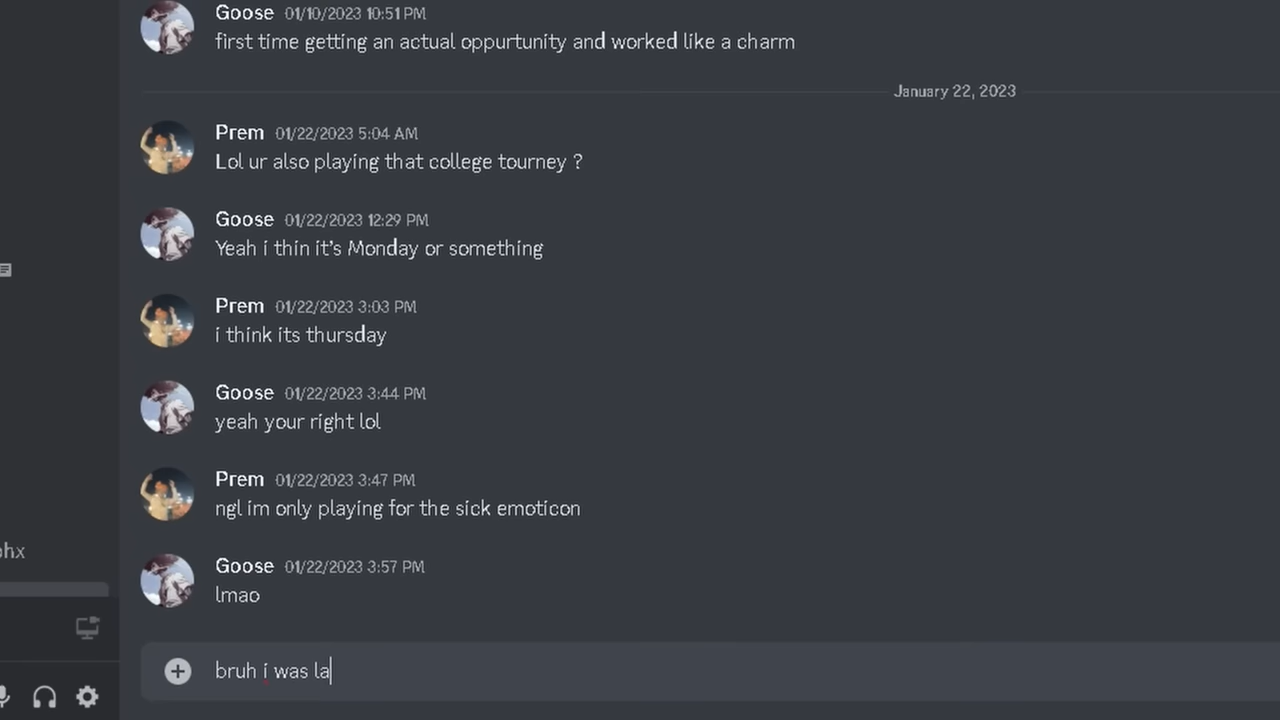 Goose 01/10/2023 10:51 PM
first time getting an actual oppurtunity and worked like a charm
January 22, 2023
Prem 01/22/2023 5:04 AM
Lol ur also playing that college tourney ?
Goose 01/22/2023 12:29 PM
Yeah i thin it's Monday or something
Prem 01/22/2023 3:03 PM
i think its thursday
Goose 01/22/2023 3:44 PM
yeah your right lol
Prem 01/22/2023 3:47 PM
ngl im only playing for the sick emoticon
Goose 01/22/2023 3:57 PM
lmao
bruh i was la